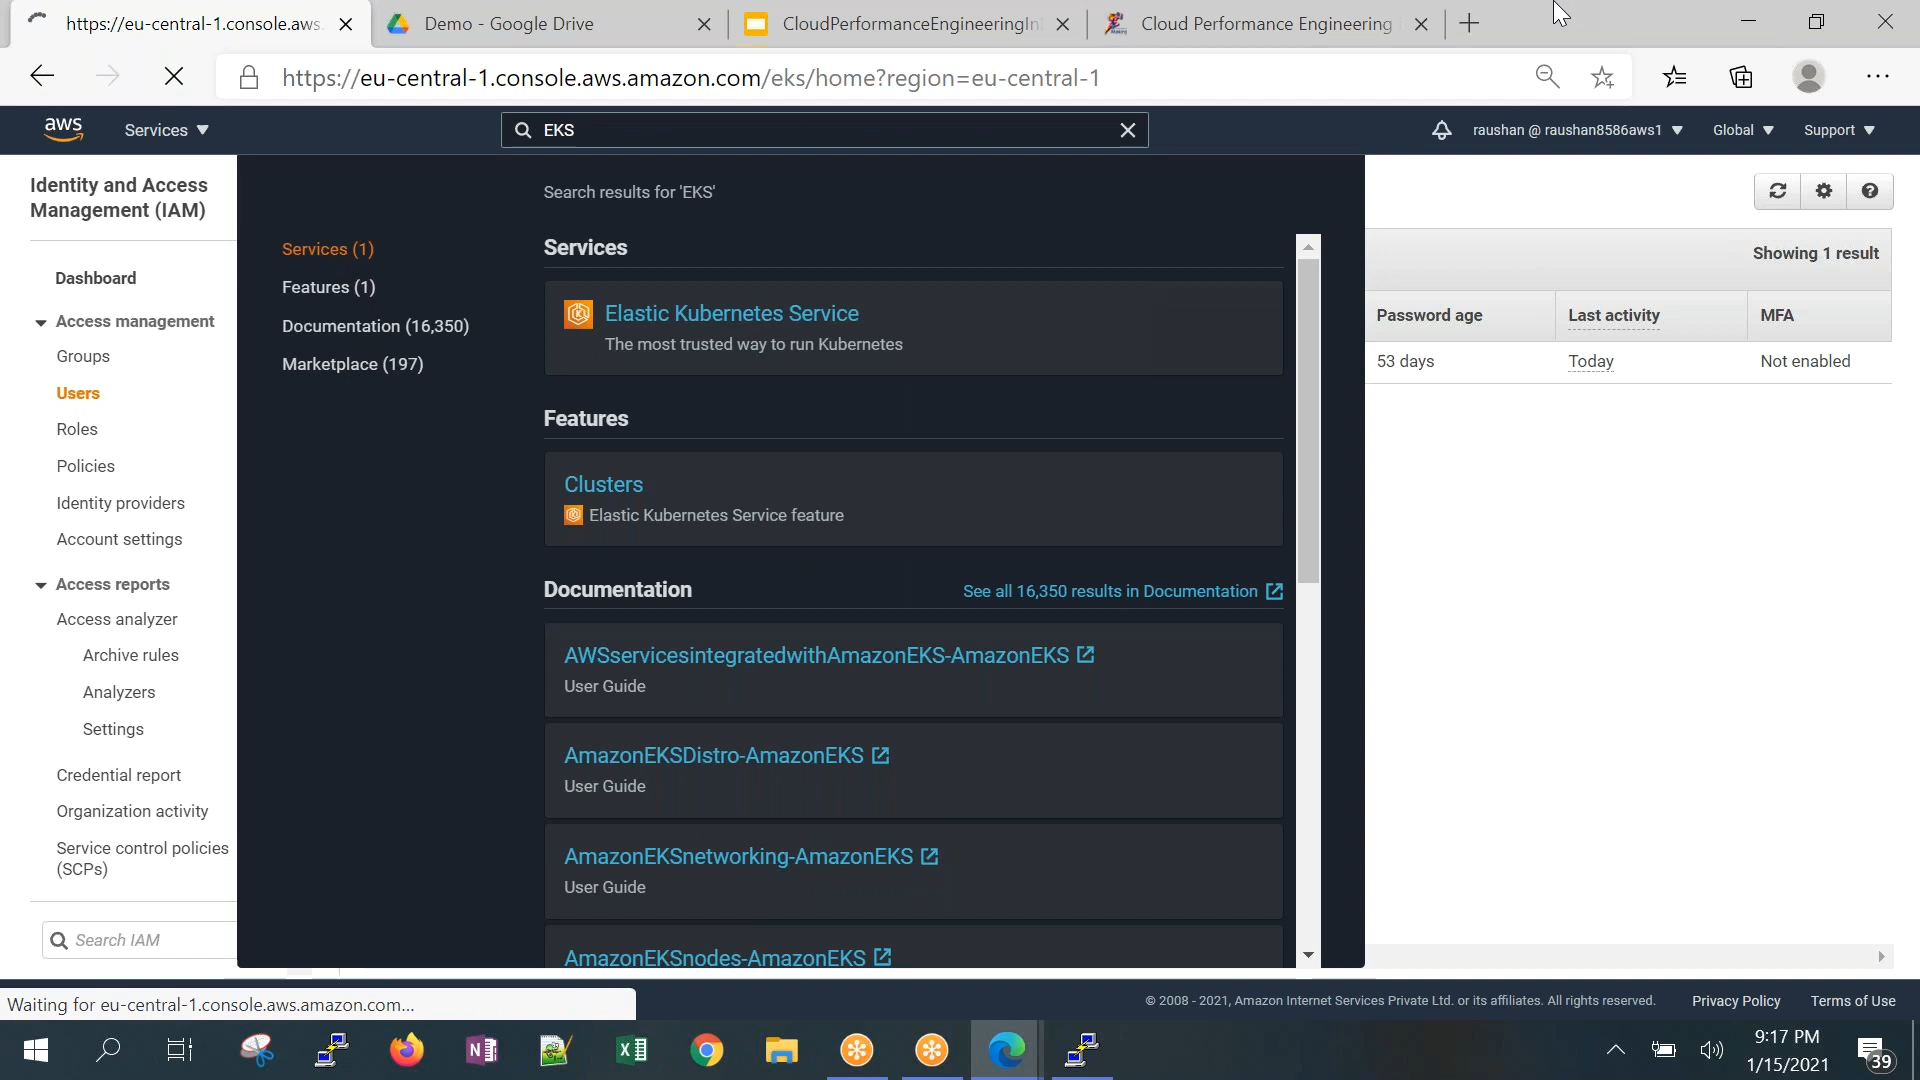 https://eu-central-1.console.aws.
Demo - Google Drive
CloudPerformanceEngineeringIn
Cloud Performance Engineering
https://eu-central-1.console.aws.amazon.com/eks/home?region=eu-central-1
aws
Services
EKS
raushan @ raushan8586aws1
Global
Support
Identity and Access
Management (IAM)
Dashboard
Access management
Groups
Users
Roles
Policies
Identity providers
Account settings
Access reports
Access analyzer
Archive rules
Analyzers
Settings
Credential report
Organization activity
Service control policies
(SCPs)
Search IAM
Search results for 'EKS'
Services (1)
Features (1)
Documentation (16,350)
Marketplace (197)
Services
Elastic Kubernetes Service
The most trusted way to run Kubernetes
Features
Clusters
Elastic Kubernetes Service feature
Documentation
See all 16,350 results in Documentation
AWSservicesintegratedwithAmazonEKS-AmazonEKS
User Guide
AmazonEKSDistro-AmazonEKS
User Guide
AmazonEKSnetworking-AmazonEKS
User Guide
AmazonEKSnodes-AmazonEKS
Showing 1 result
Password age
Last activity
MFA
53 days
Today
Not enabled
Waiting for eu-central-1.console.aws.amazon.com...
© 2008 - 2021, Amazon Internet Services Private Ltd. or its affiliates. All rights reserved.
Privacy Policy
Terms of Use
9:17 PM
1/15/2021
39